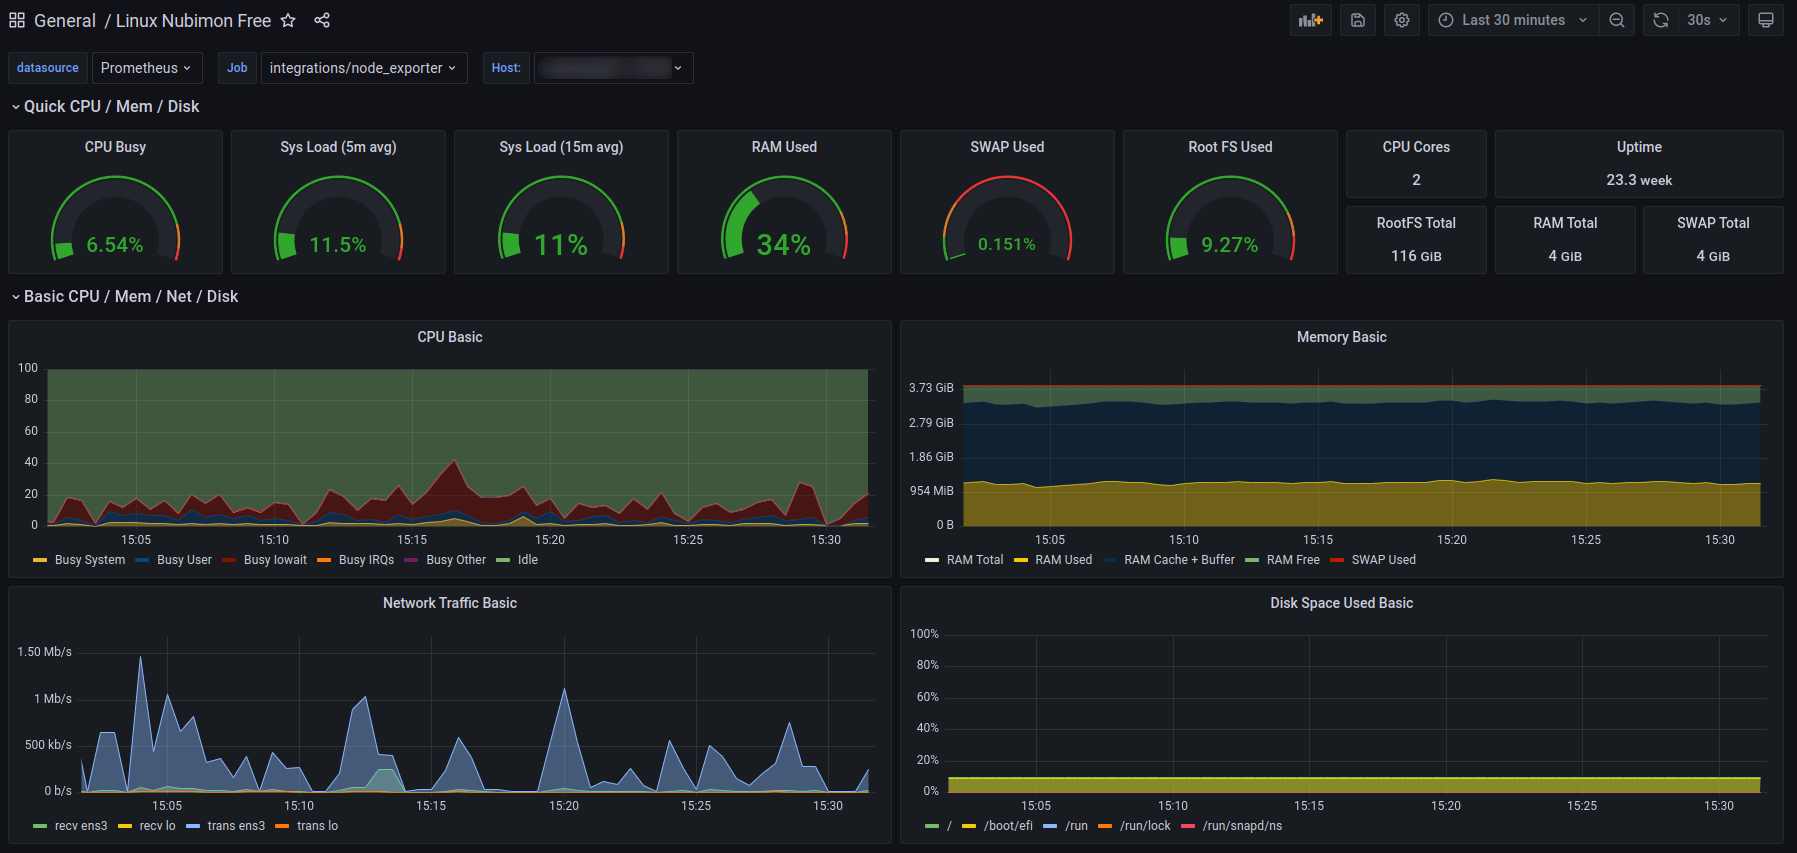 General / Linux Nubimon Free
Last 30 minutes
30s
datasource Prometheus Job integrations/node_exporter Host:
Quick CPU / Mem / Disk
CPU Busy
6.54%
Sys Load (5m avg)
11.5%
Sys Load (15m avg)
11%
RAM Used
34%
SWAP Used
0.151%
Root FS Used
9.27%
CPU Cores
2
Uptime
23.3 week
RootFS Total
116 GiB
RAM Total
4 GiB
SWAP Total
4 GiB
Basic CPU / Mem / Net / Disk
CPU Basic
100
80
60
40
20
0
15:05 15:10 15:15 15:20 15:25 15:30
Busy System Busy User Busy Iowait Busy IRQs Busy Other Idle
Memory Basic
3.73 GiB
2.79 GiB
1.86 GiB
954 MiB
0 B
15:05 15:10 15:15 15:20 15:25 15:30
RAM Total RAM Used RAM Cache + Buffer RAM Free SWAP Used
Network Traffic Basic
1.50 Mb/s
1 Mb/s
500 kb/s
0 b/s
15:05 15:10 15:15 15:20 15:25 15:30
recv ens3 recv lo trans ens3 trans lo
Disk Space Used Basic
100%
80%
60%
40%
20%
0%
15:05 15:10 15:15 15:20 15:25 15:30
/ /boot/efi /run /run/lock /run/snapd/ns